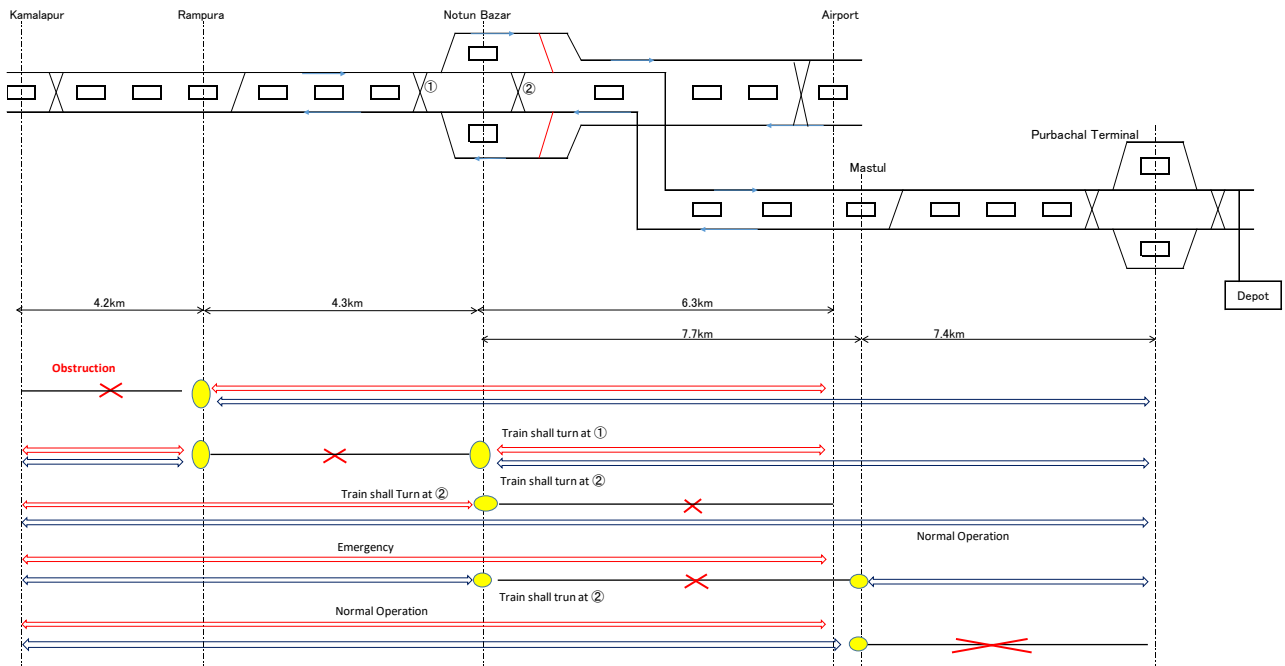 Kamalapur
Rampura
Notun Bazar
Airport
①
②
Purbachal Terminal
Mastul
Depot
4.2km
4.3km
6.3km
7.7km
7.4km
Obstruction
Train shall turn at ①
Train shall turn at ②
Train shall Turn at ②
Normal Operation
Emergency
Train shall trun at ②
Normal Operation